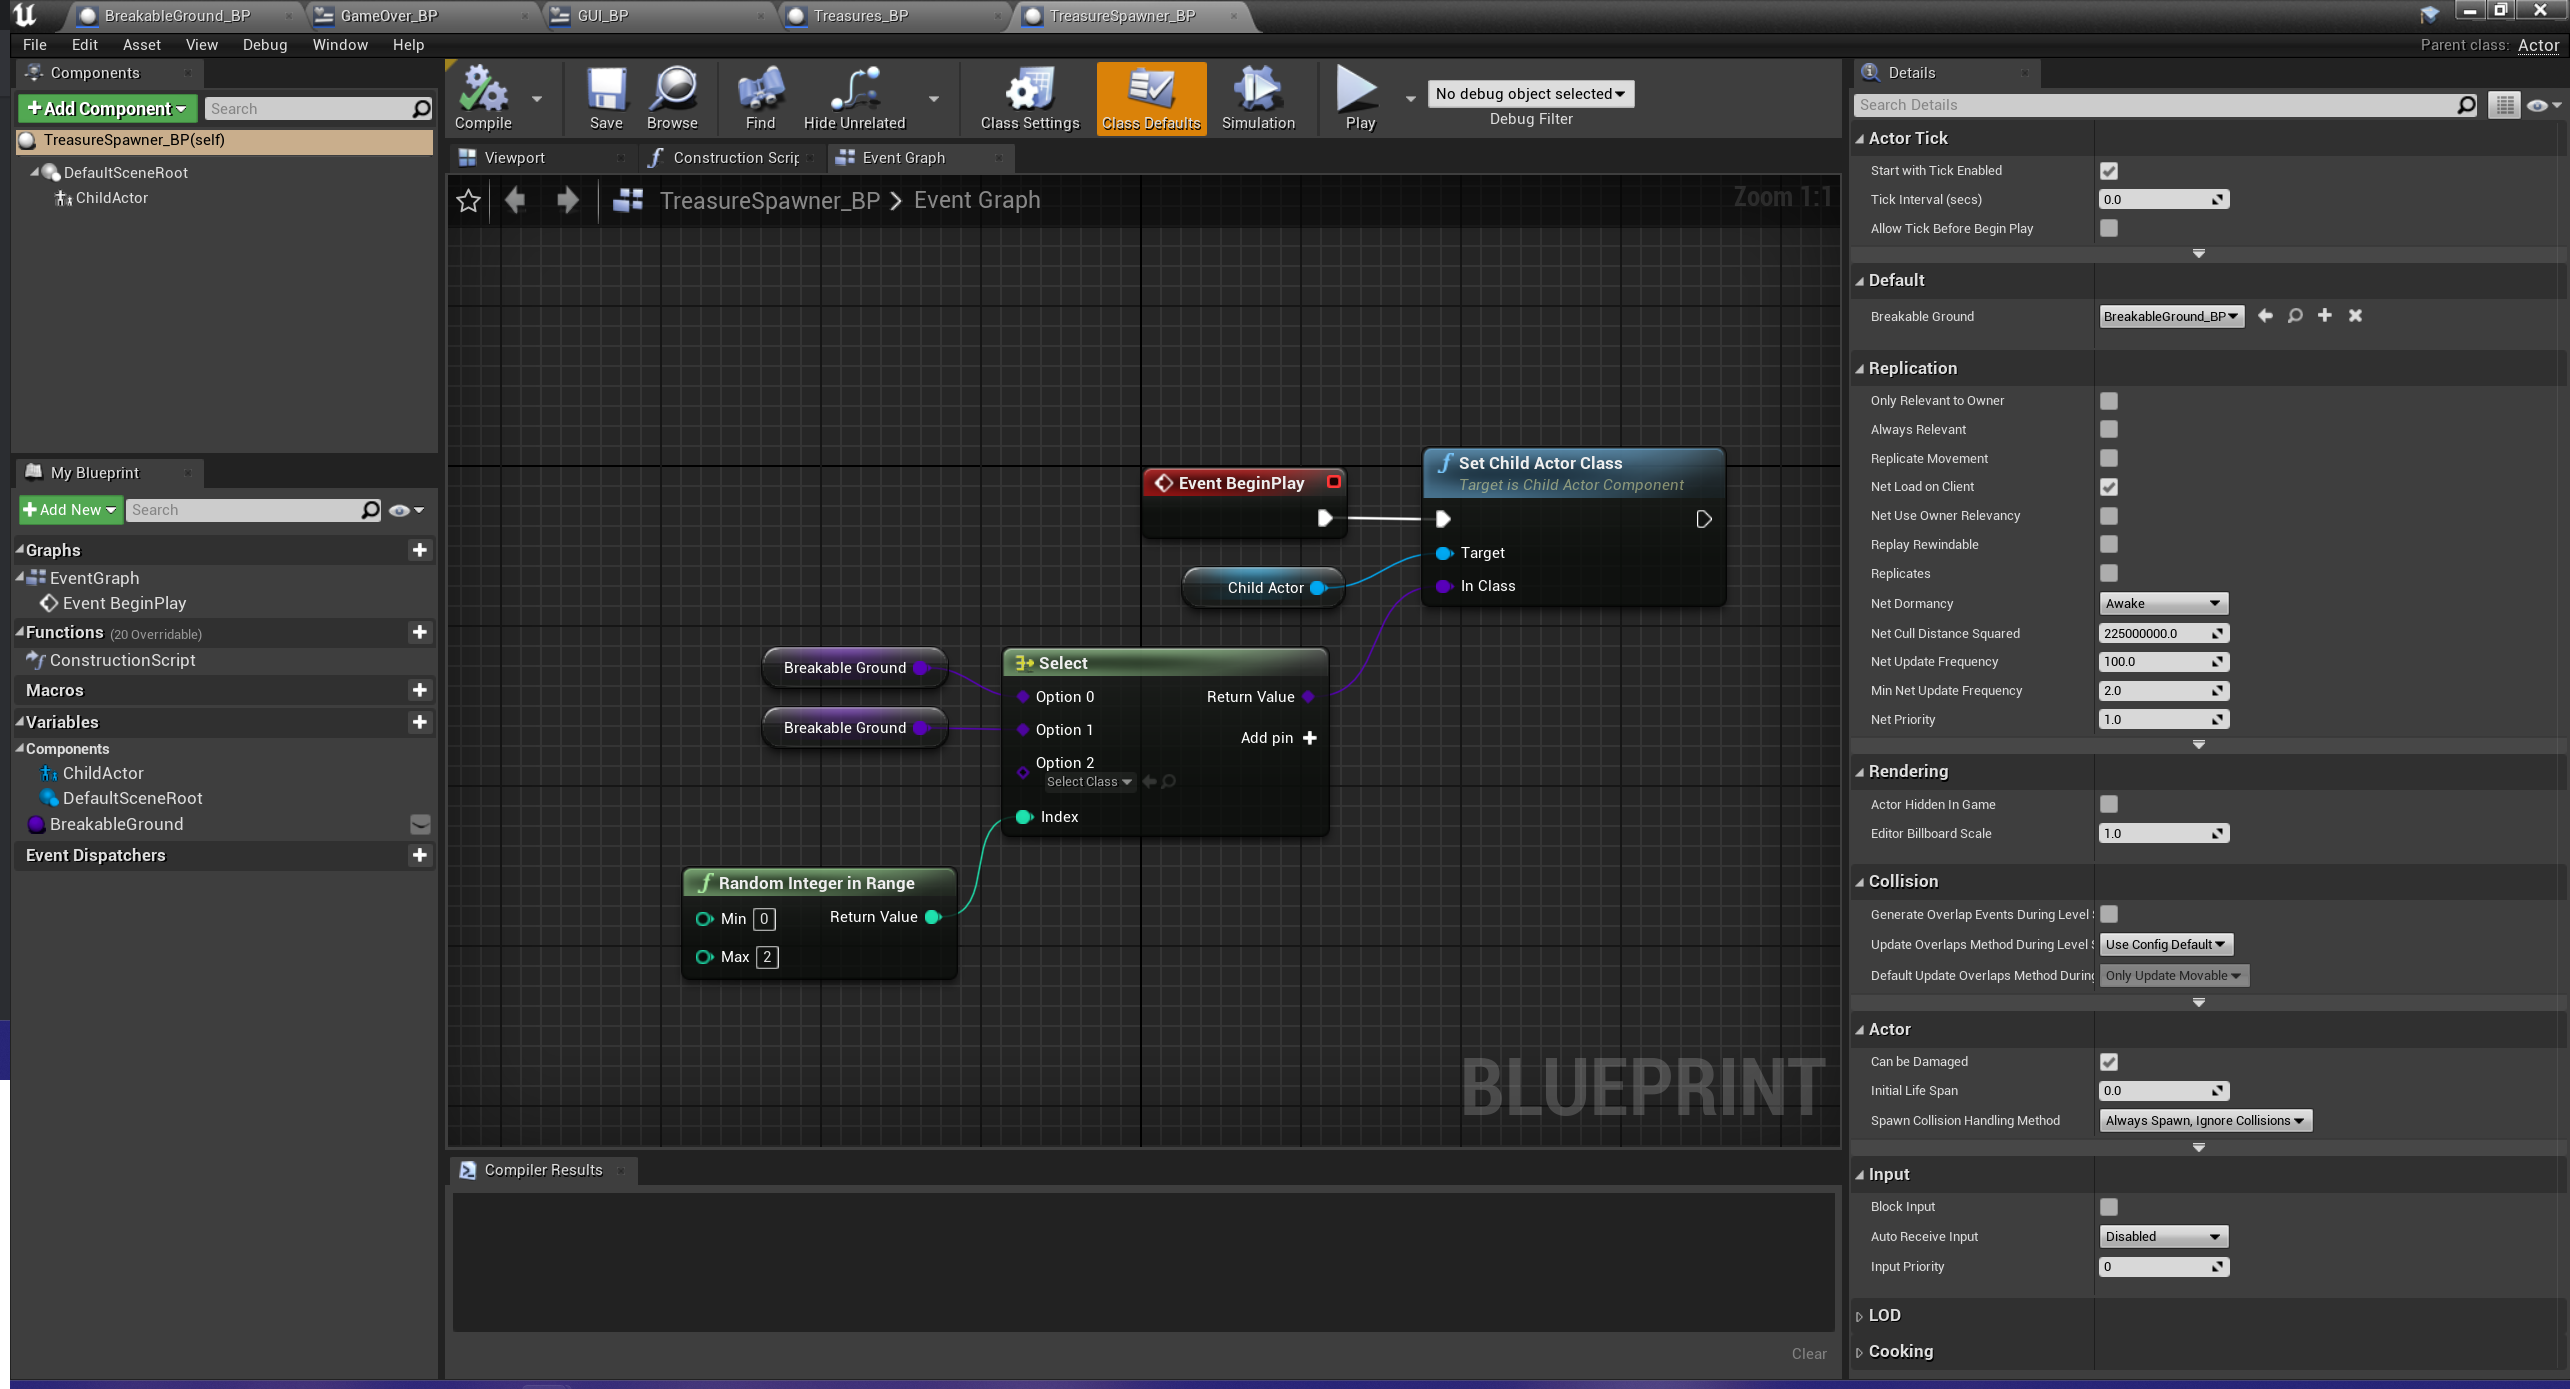 BreakableGround_BP
GameOver_BP
GUI_BP
Treasures_BP
TreasureSpawner_BP
File Edit Asset View Debug Window Help
Parent class: Actor
Components
+Add Component
Search
TreasureSpawner_BP(self)
DefaultSceneRoot
ChildActor
My Blueprint
+Add New
Search
Graphs
EventGraph
Event BeginPlay
Functions (20 Overridable)
ConstructionScript
Macros
Variables
Components
ChildActor
DefaultSceneRoot
BreakableGround
Event Dispatchers
Compile
Save
Browse
Find
Hide Unrelated
Class Settings
Class Defaults
Simulation
Play
No debug object selected
Debug Filter
Viewport
Construction Scrip
Event Graph
TreasureSpawner_BP > Event Graph
Zoom 1:1
Event BeginPlay
Set Child Actor Class
Target is Child Actor Component
Target
In Class
Child Actor
Breakable Ground
Breakable Ground
Select
Option 0
Return Value
Option 1
Add pin
Option 2
Select Class
Index
Random Integer in Range
Min 0
Return Value
Max 2
BLUEPRINT
Compiler Results
Clear
Details
Search Details
Actor Tick
Start with Tick Enabled
Tick Interval (secs) 0.0
Allow Tick Before Begin Play
Default
Breakable Ground BreakableGround_BP
Replication
Only Relevant to Owner
Always Relevant
Replicate Movement
Net Load on Client
Net Use Owner Relevancy
Replay Rewindable
Replicates
Net Dormancy Awake
Net Cull Distance Squared 225000000.0
Net Update Frequency 100.0
Min Net Update Frequency 2.0
Net Priority 1.0
Rendering
Actor Hidden In Game
Editor Billboard Scale 1.0
Collision
Generate Overlap Events During Level
Update Overlaps Method During Level Use Config Default
Default Update Overlaps Method During Only Update Movable
Actor
Can be Damaged
Initial Life Span 0.0
Spawn Collision Handling Method Always Spawn, Ignore Collisions
Input
Block Input
Auto Receive Input Disabled
Input Priority 0
LOD
Cooking